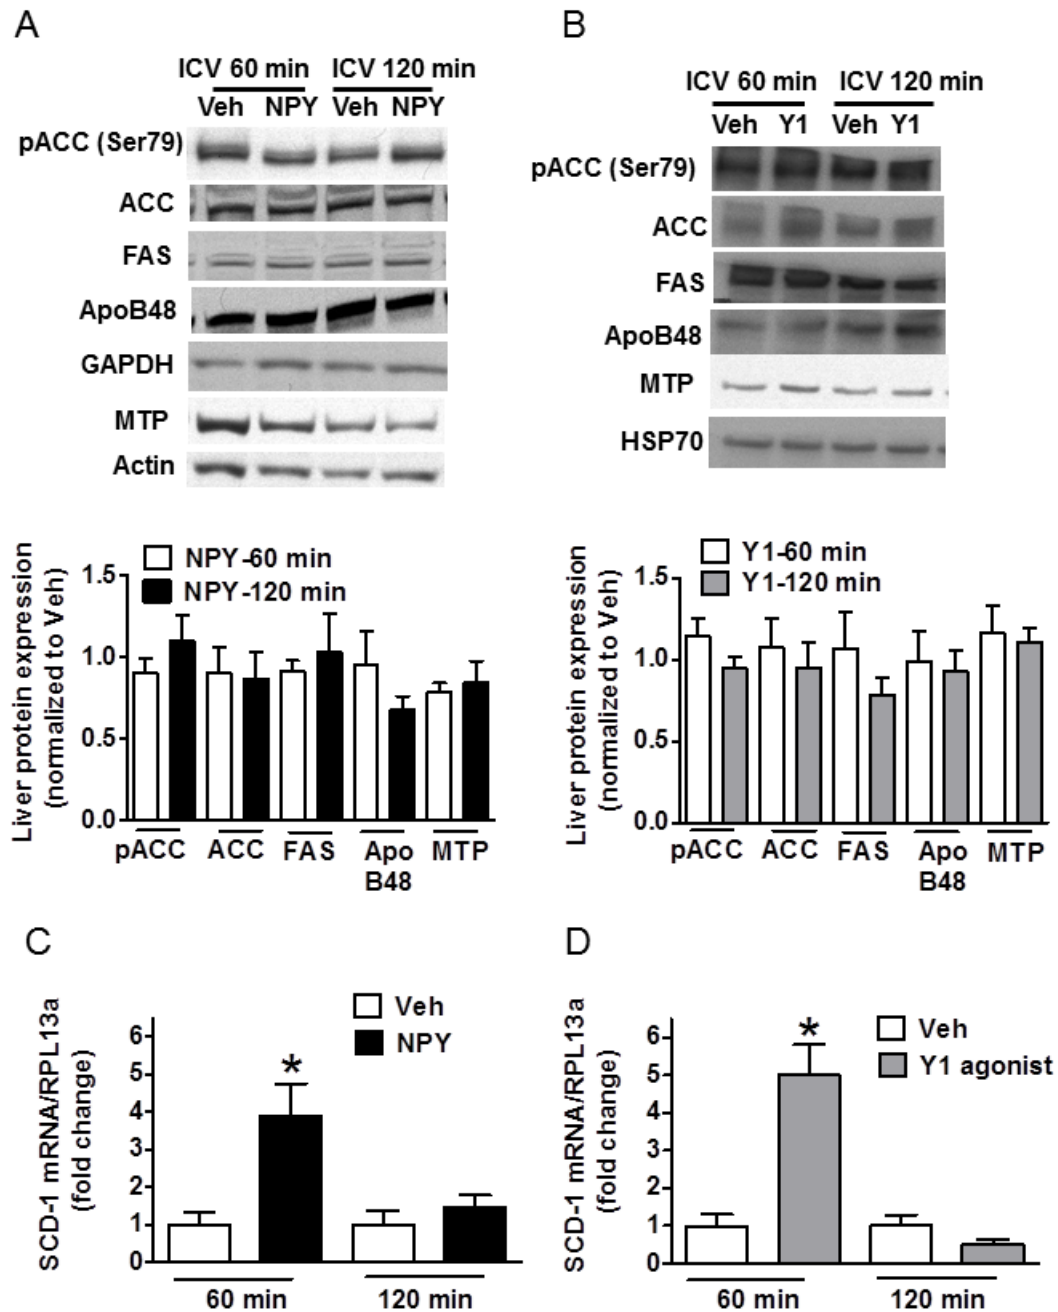 A
ICV 60 min ICV 120 min
Veh NPY Veh NPY
pACC (Ser79)
ACC
FAS
ApoB48
GAPDH
MTP
Actin
B
ICV 60 min ICV 120 min
Veh Y1 Veh Y1
pACC (Ser79)
ACC
FAS
ApoB48
MTP
HSP70
Liver protein expression
(normalized to Veh)
NPY-60 min
NPY-120 min
1.5
1.0
0.5
0.0
pACC ACC FAS Apo MTP
B48
Liver protein expression
(normalized to Veh)
Y1-60 min
Y1-120 min
1.5
1.0
0.5
0.0
pACC ACC FAS Apo MTP
B48
C
SCD-1 mRNA/RPL13a
(fold change)
Veh
NPY
6
5
4
3
2
1
0
*
60 min 120 min
D
SCD-1 mRNA/RPL13a
(fold change)
Veh
Y1 agonist
6
5
4
3
2
1
0
*
60 min 120 min